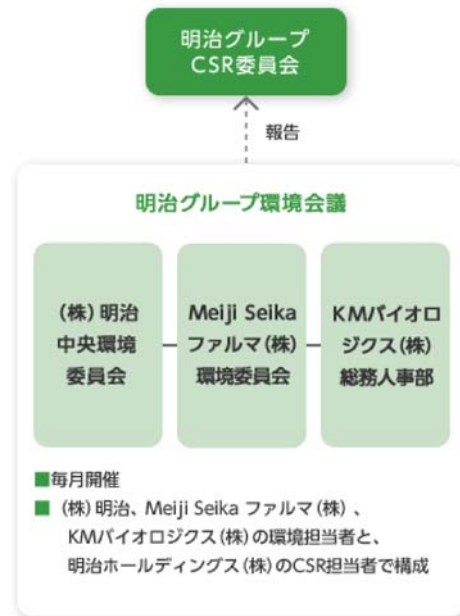 明治グループ
CSR委員会
報告
明治グループ環境会議
(株)明治
中央環境
委員会
Meiji Seika
ファルマ(株)
環境委員会
KMバイオロ
ジクス(株)
総務人事部
■毎月開催
■ (株)明治、Meiji Seika ファルマ(株)、
KMバイオロジクス(株)の環境担当者と、
明治ホールディングス(株)のCSR担当者で構成